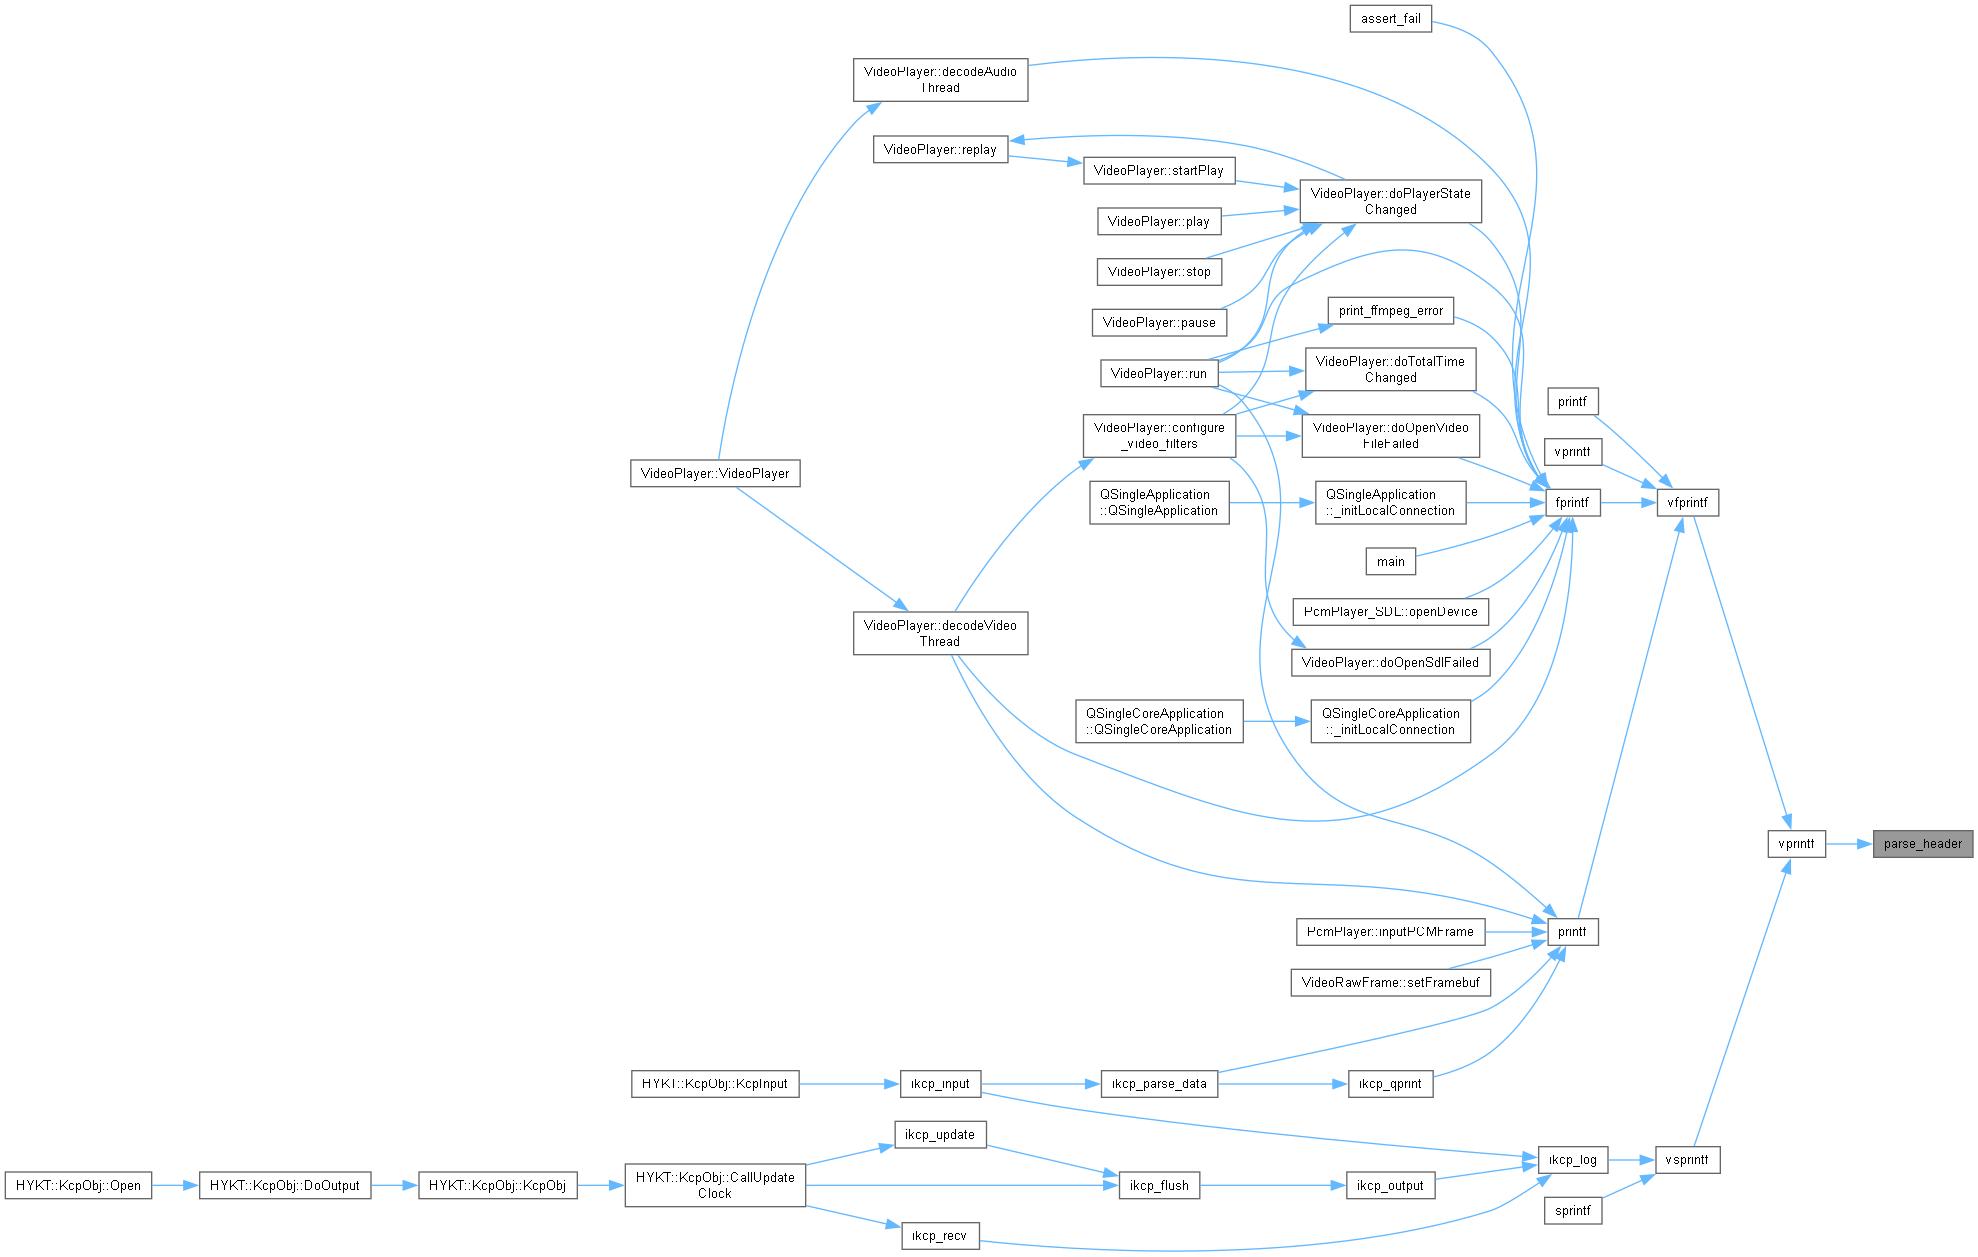 assert_fail
VideoPlayer::decodeAudio
Thread
VideoPlayer::replay
VideoPlayer::startPlay
VideoPlayer::doPlayerState
Changed
VideoPlayer::play
VideoPlayer::stop
VideoPlayer::pause
print_ffmpeg_error
VideoPlayer::run
VideoPlayer::doTotalTime
Changed
printf
VideoPlayer::configure
_video_filters
VideoPlayer::doOpenVideo
FileFailed
vprintf
VideoPlayer::VideoPlayer
QSingleApplication
::QSingleApplication
QSingleApplication
::_initLocalConnection
fprintf
vfprintf
main
PcmPlayer_SDL::openDevice
VideoPlayer::decodeVideo
Thread
VideoPlayer::doOpenSdlFailed
QSingleCoreApplication
::QSingleCoreApplication
QSingleCoreApplication
::_initLocalConnection
vprintf
parse_header
PcmPlayer::inputPCMFrame
printf
VideoRawFrame::setFramebuf
HYKT::KcpObj::KcpInput
ikcp_input
ikcp_parse_data
ikcp_qprint
ikcp_update
ikcp_log
vsprintf
HYKT::KcpObj::Open
HYKT::KcpObj::DoOutput
HYKT::KcpObj::KcpObj
HYKT::KcpObj::CallUpdate
Clock
ikcp_flush
ikcp_output
sprintf
ikcp_recv